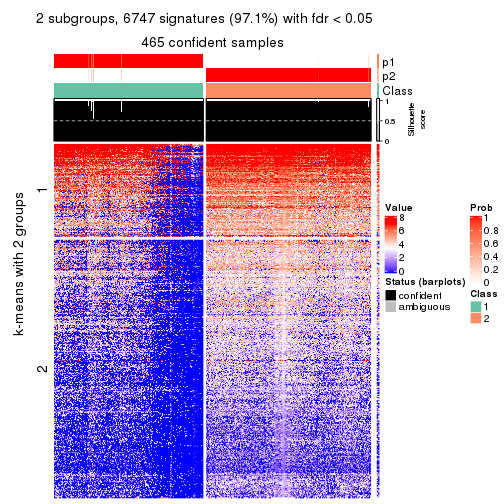 2 subgroups, 6747 signatures (97.1%) with fdr < 0.05
465 confident samples
p1
p2
Class
1
0.5
0
Silhouette
score
k-means with 2 groups
1
2
Value
8
6
4
2
0
Status (barplots)
confident
ambiguous
Prob
1
0.8
0.6
0.4
0.2
0
Class
1
2